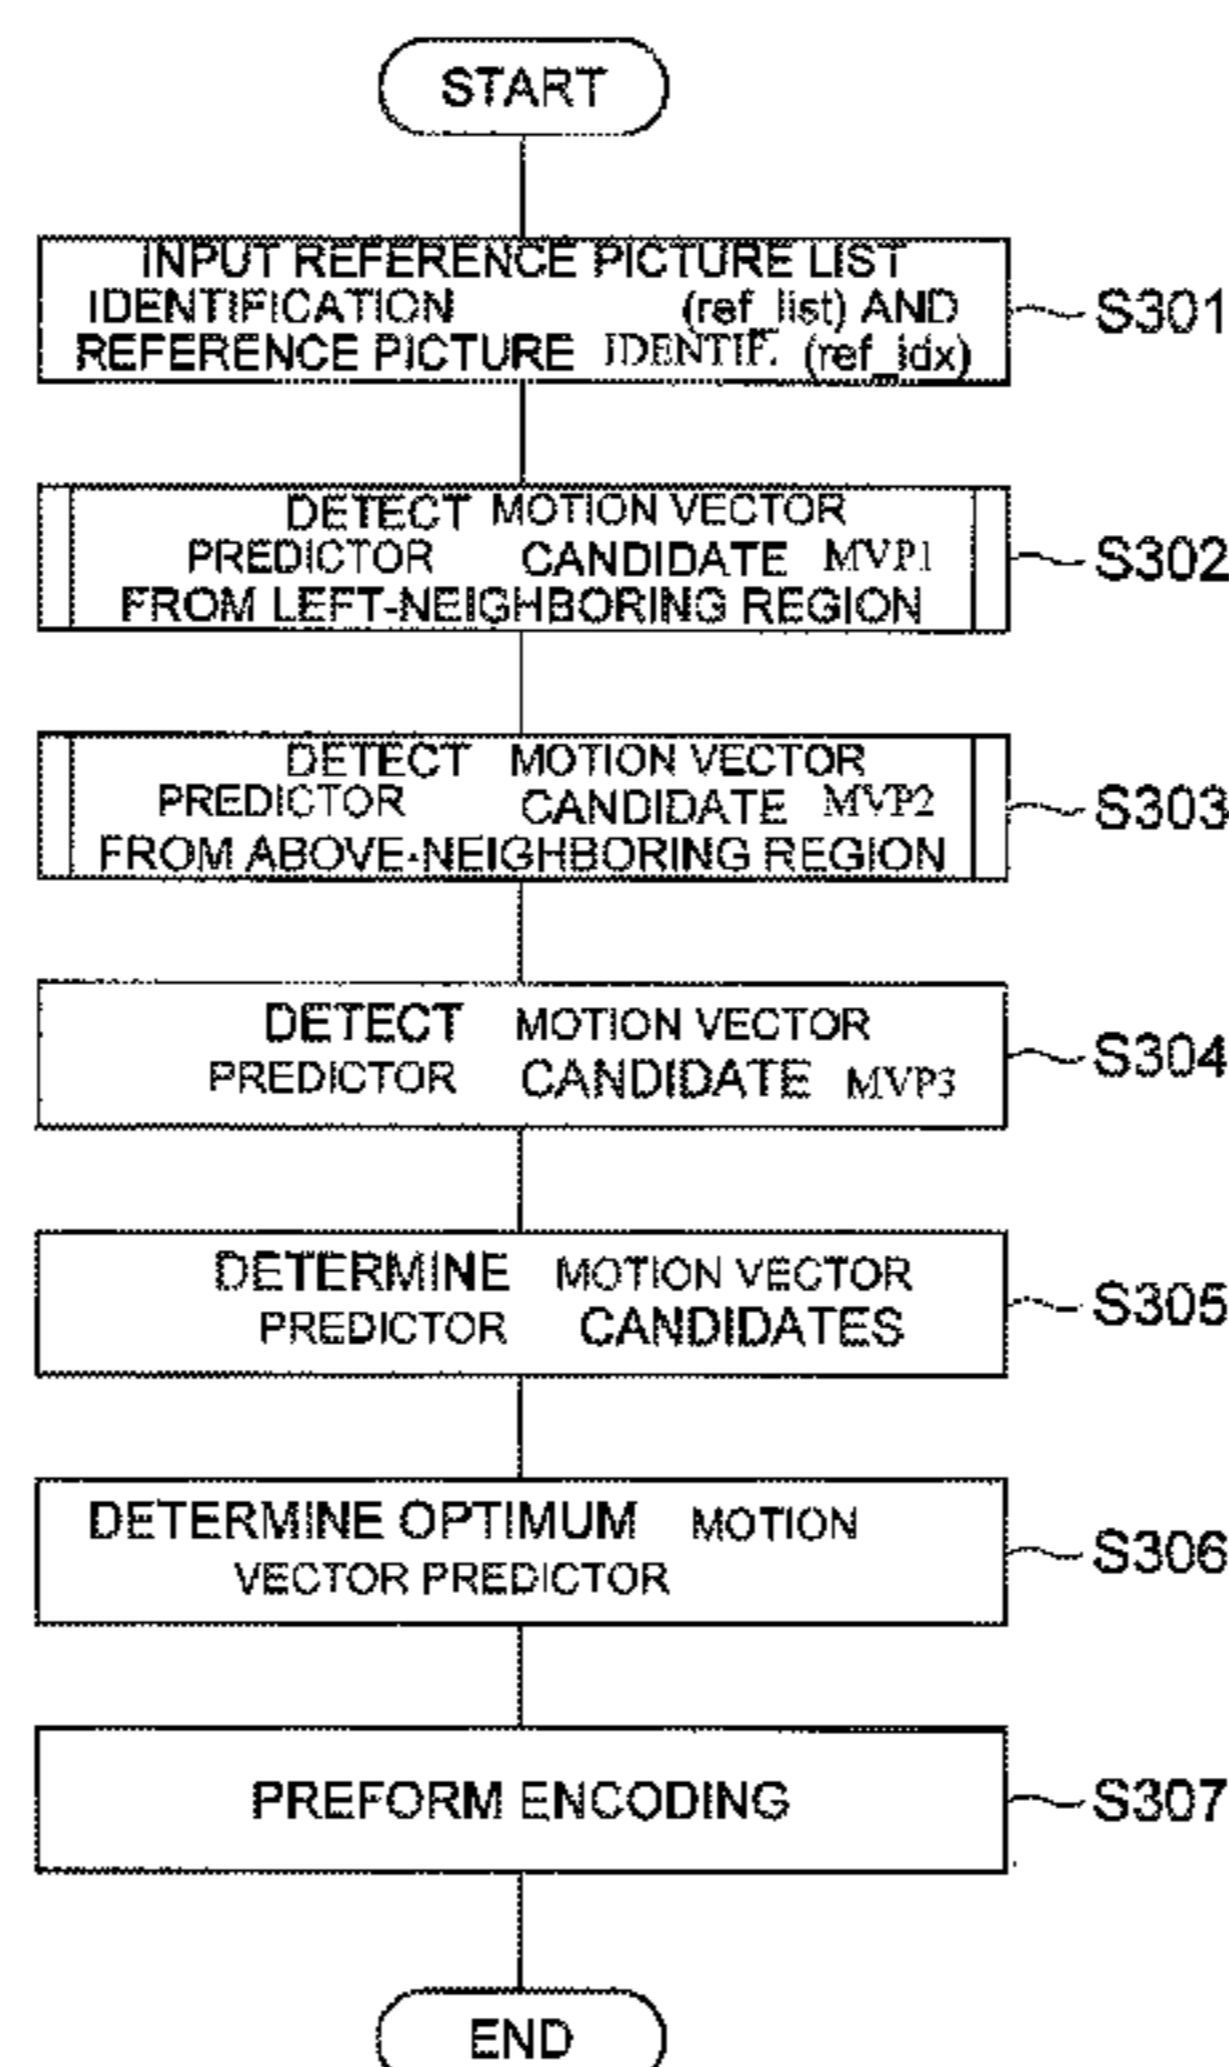 START
INPUT REFERENCE PICTURE LIST
IDENTIFICATION (ref_list) AND
REFERENCE PICTURE IDENTIF. (ref_idx)
S301
DETECT MOTION VECTOR
PREDICTOR CANDIDATE MVP1
FROM LEFT-NEIGHBORING REGION
S302
DETECT MOTION VECTOR
PREDICTOR CANDIDATE MVP2
FROM ABOVE-NEIGHBORING REGION
S303
DETECT MOTION VECTOR
PREDICTOR CANDIDATE MVP3
S304
DETERMINE MOTION VECTOR
PREDICTOR CANDIDATES
S305
DETERMINE OPTIMUM MOTION
VECTOR PREDICTOR
S306
PREFORM ENCODING
S307
END